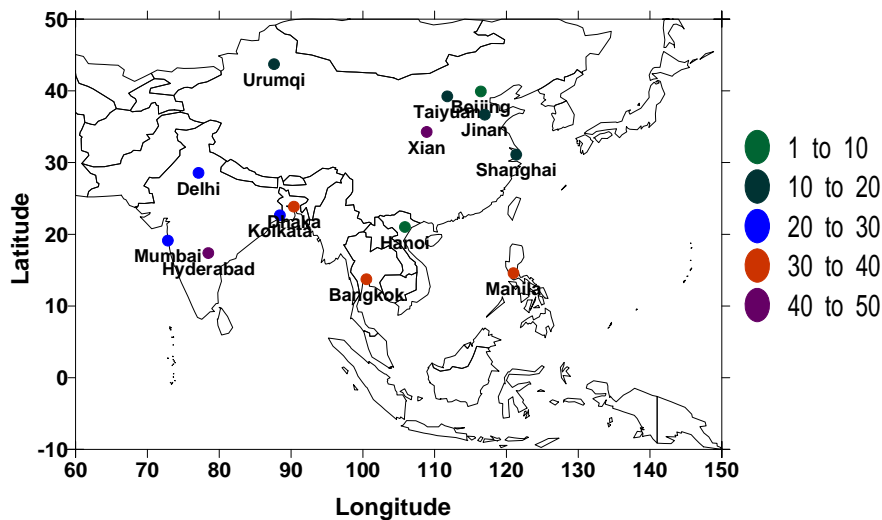 50
40
30
20
10
0
-10
60 70 80 90 100 110 120 130 140 150
Latitude
Longitude
Urumqi
Beijing
Taiyuan
Jinan
Xian
Shanghai
Delhi
Dhaka
Kolkata
Hanoi
Mumbai
Hyderabad
Bangkok
Manila
1 to 10
10 to 20
20 to 30
30 to 40
40 to 50